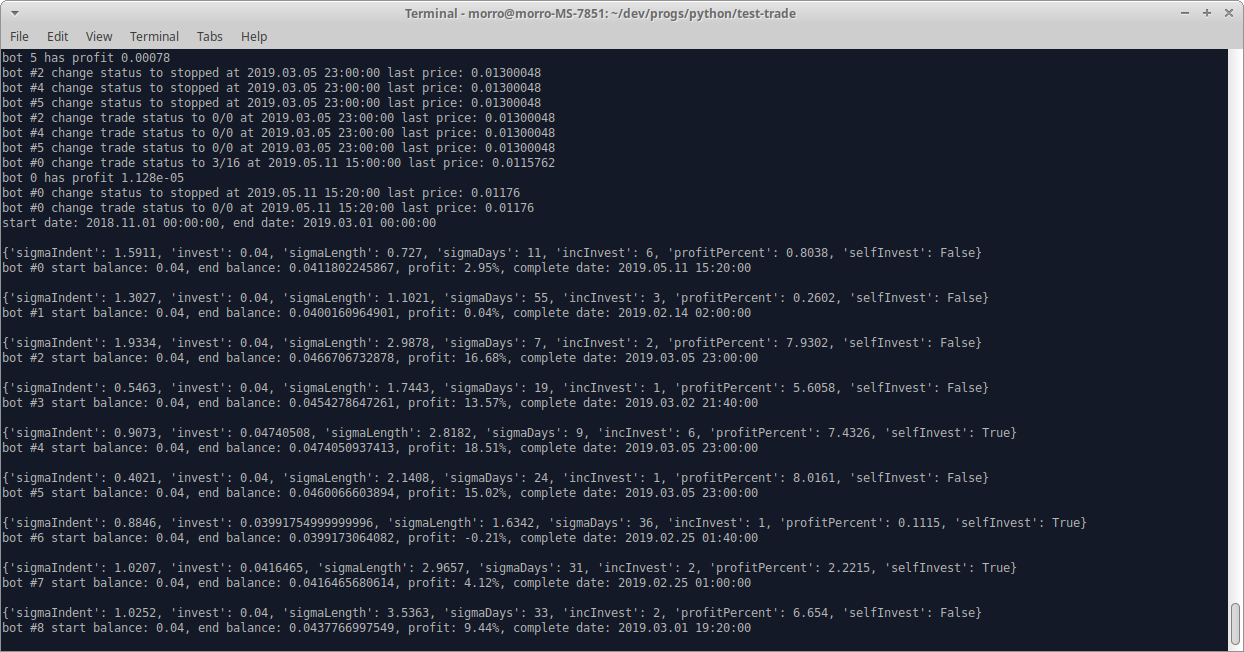 Terminal - morro@morro-MS-7851: ~/dev/progs/python/test-trade
File Edit View Terminal Tabs Help
bot 5 has profit 0.00078
bot #2 change status to stopped at 2019.03.05 23:00:00 last price: 0.01300048
bot #4 change status to stopped at 2019.03.05 23:00:00 last price: 0.01300048
bot #5 change status to stopped at 2019.03.05 23:00:00 last price: 0.01300048
bot #2 change trade status to 0/0 at 2019.03.05 23:00:00 last price: 0.01300048
bot #4 change trade status to 0/0 at 2019.03.05 23:00:00 last price: 0.01300048
bot #5 change trade status to 0/0 at 2019.03.05 23:00:00 last price: 0.01300048
bot #0 change trade status to 3/16 at 2019.05.11 15:00:00 last price: 0.0115762
bot 0 has profit 1.128e-05
bot #0 change status to stopped at 2019.05.11 15:20:00 last price: 0.01176
bot #0 change trade status to 0/0 at 2019.05.11 15:20:00 last price: 0.01176
start date: 2018.11.01 00:00:00, end date: 2019.03.01 00:00:00
{'sigmaIndent': 1.5911, 'invest': 0.04, 'sigmaLength': 0.727, 'sigmaDays': 11, 'incInvest': 6, 'profitPercent': 0.8038, 'selfInvest': False}
bot #0 start balance: 0.04, end balance: 0.0411802245867, profit: 2.95%, complete date: 2019.05.11 15:20:00
{'sigmaIndent': 1.3027, 'invest': 0.04, 'sigmaLength': 1.1021, 'sigmaDays': 55, 'incInvest': 3, 'profitPercent': 0.2602, 'selfInvest': False}
bot #1 start balance: 0.04, end balance: 0.0400160964901, profit: 0.04%, complete date: 2019.02.14 02:00:00
{'sigmaIndent': 1.9334, 'invest': 0.04, 'sigmaLength': 2.9878, 'sigmaDays': 7, 'incInvest': 2, 'profitPercent': 7.9302, 'selfInvest': False}
bot #2 start balance: 0.04, end balance: 0.0466706732878, profit: 16.68%, complete date: 2019.03.05 23:00:00
{'sigmaIndent': 0.5463, 'invest': 0.04, 'sigmaLength': 1.7443, 'sigmaDays': 19, 'incInvest': 1, 'profitPercent': 5.6058, 'selfInvest': False}
bot #3 start balance: 0.04, end balance: 0.0454278647261, profit: 13.57%, complete date: 2019.03.02 21:40:00
{'sigmaIndent': 0.9073, 'invest': 0.04740508, 'sigmaLength': 2.8182, 'sigmaDays': 9, 'incInvest': 6, 'profitPercent': 7.4326, 'selfInvest': True}
bot #4 start balance: 0.04, end balance: 0.0474050937413, profit: 18.51%, complete date: 2019.03.05 23:00:00
{'sigmaIndent': 0.4021, 'invest': 0.04, 'sigmaLength': 2.1408, 'sigmaDays': 24, 'incInvest': 1, 'profitPercent': 8.0161, 'selfInvest': False}
bot #5 start balance: 0.04, end balance: 0.0460066603894, profit: 15.02%, complete date: 2019.03.05 23:00:00
{'sigmaIndent': 0.8846, 'invest': 0.03991754999999996, 'sigmaLength': 1.6342, 'sigmaDays': 36, 'incInvest': 1, 'profitPercent': 0.1115, 'selfInvest': True}
bot #6 start balance: 0.04, end balance: 0.0399173064082, profit: -0.21%, complete date: 2019.02.25 01:40:00
{'sigmaIndent': 1.0207, 'invest': 0.0416465, 'sigmaLength': 2.9657, 'sigmaDays': 31, 'incInvest': 2, 'profitPercent': 2.2215, 'selfInvest': True}
bot #7 start balance: 0.04, end balance: 0.0416465680614, profit: 4.12%, complete date: 2019.02.25 01:00:00
{'sigmaIndent': 1.0252, 'invest': 0.04, 'sigmaLength': 3.5363, 'sigmaDays': 33, 'incInvest': 2, 'profitPercent': 6.654, 'selfInvest': False}
bot #8 start balance: 0.04, end balance: 0.0437766997549, profit: 9.44%, complete date: 2019.03.01 19:20:00